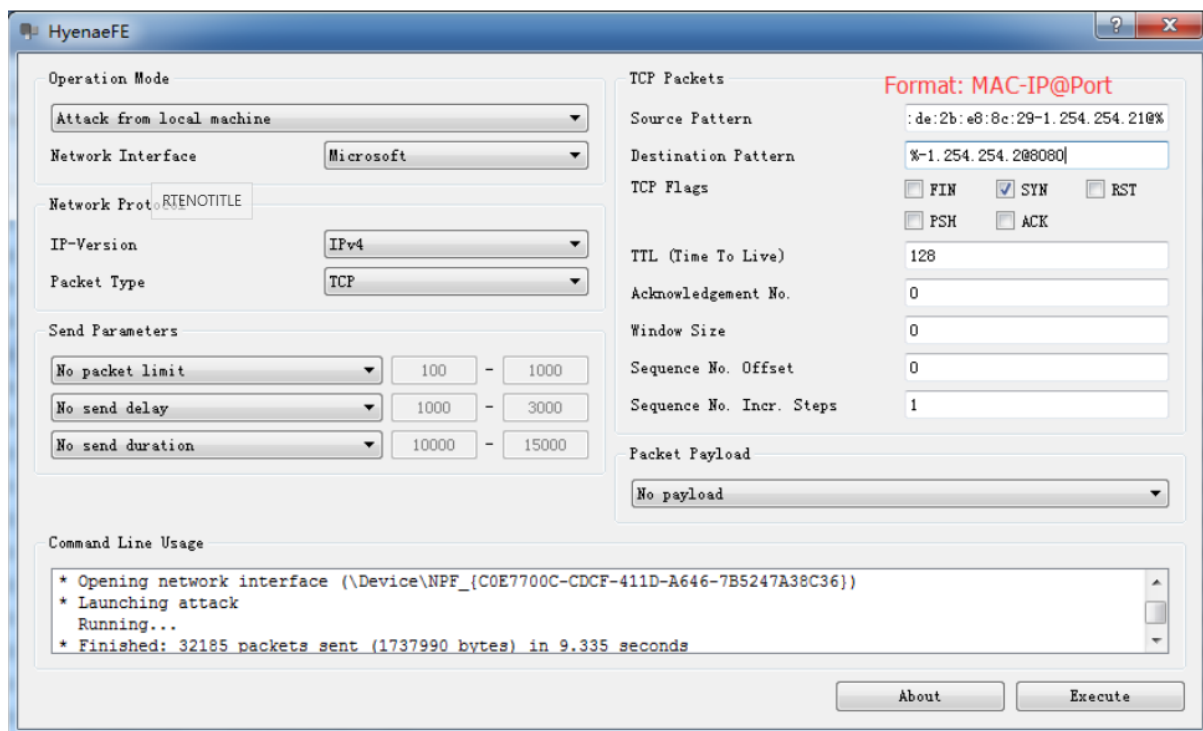 HyenaeFE
Operation Mode
Attack from local machine
Network Interface Microsoft
RTENOTITLE
IP-Version IPv4
Packet Type TCP
Send Parameters
No packet limit 100 - 1000
No send delay 1000 - 3000
No send duration 10000 - 15000
TCP Packets
Format: MAC-IP@Port
Source Pattern :de:2b:e8:8c:29-1.254.254.21@%
Destination Pattern %-1.254.254.2@8080
TCP Flags FIN SYN RST
PSH ACK
TTL (Time To Live) 128
Acknowledgement No. 0
Window Size 0
Sequence No. Offset 0
Sequence No. Incr. Steps 1
Packet Payload
No payload
Command Line Usage
* Opening network interface (\Device\NPF_{C0E7700C-CDCF-411D-A646-7B5247A38C36})
* Launching attack
Running...
* Finished: 32185 packets sent (1737990 bytes) in 9.335 seconds
About Execute